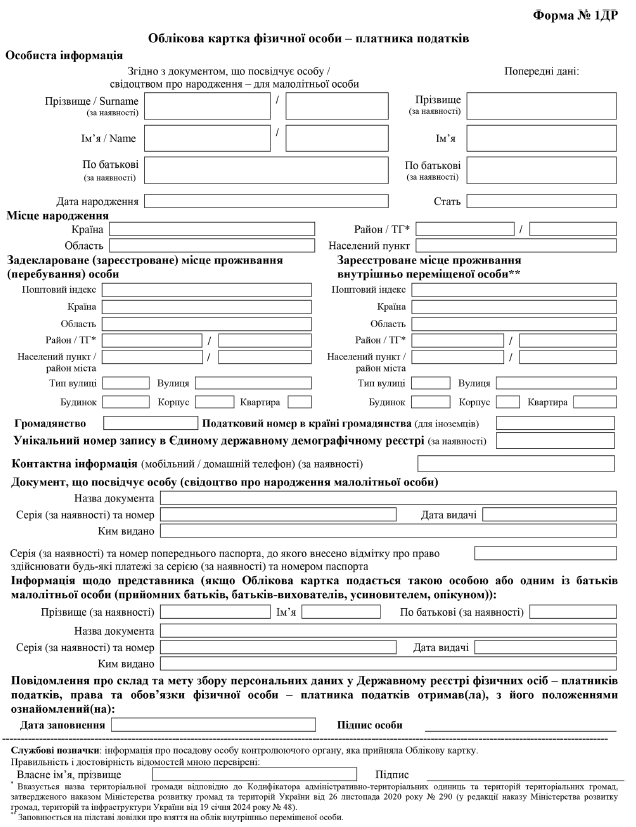 Форма № 1ДР
Облікова картка фізичної особи – платника податків
Особиста інформація
Згідно з документом, що посвідчує особу / Попередні дані:
свідоцтвом про народження – для малолітньої особи
Прізвище / Surname / Прізвище
(за наявності) (за наявності)
Ім’я / Name / Ім’я
По батькові По батькові
(за наявності) (за наявності)
Дата народження Стать
Місце народження
Країна Район / ТГ* /
Область Населений пункт
Задеклароване (зареєстроване) місце проживання
(перебування) особи
Зареєстроване місце проживання
внутрішньо переміщеної особи**
Поштовий індекс Поштовий індекс
Країна Країна
Область Область
Район / ТГ* / Район / ТГ* /
Населений пункт / / Населений пункт / /
район міста район міста
Тип вулиці Вулиця Тип вулиці Вулиця
Будинок Корпус Квартира Будинок Корпус Квартира
Громадянство Податковий номер в країні громадянства (для іноземців)
Унікальний номер запису в Єдиному державному демографічному реєстрі (за наявності)
Контактна інформація (мобільний / домашній телефон) (за наявності)
Документ, що посвідчує особу (свідоцтво про народження малолітньої особи)
Назва документа
Серія (за наявності) та номер Дата видачі
Ким видано
Серія (за наявності) та номер попереднього паспорта, до якого внесено відмітку про право
здійснювати будь-які платежі за серією (за наявності) та номером паспорта
Інформація щодо представника (якщо Облікова картка подається такою особою або одним із батьків
малолітньої особи (прийомних батьків, батьків-вихователів, усиновителем, опікуном)):
Прізвище (за наявності) Ім’я По батькові (за наявності)
Назва документа
Серія (за наявності) та номер Дата видачі
Ким видано
Повідомлення про склад та мету збору персональних даних у Державному реєстрі фізичних осіб – платників
податків, права та обов’язки фізичної особи – платника податків отримав(ла), з його положеннями
ознайомлений(на):
Дата заповнення Підпис особи
Службові позначки: інформація про посадову особу контролюючого органу, яка прийняла Облікову картку.
Правильність і достовірність відомостей мною перевірені:
Власне ім’я, прізвище Підпис
* Вказується назва територіальної громади відповідно до Кодифікатора адміністративно-територіальних одиниць та територій територіальних громад,
затвердженого наказом Міністерства розвитку громад та територій України від 26 листопада 2020 року № 290 (у редакції наказу Міністерства розвитку
громад, територій та інфраструктури України від 19 січня 2024 року № 48).
** Заповнюється на підставі довідки про взяття на облік внутрішньо переміщеної особи.